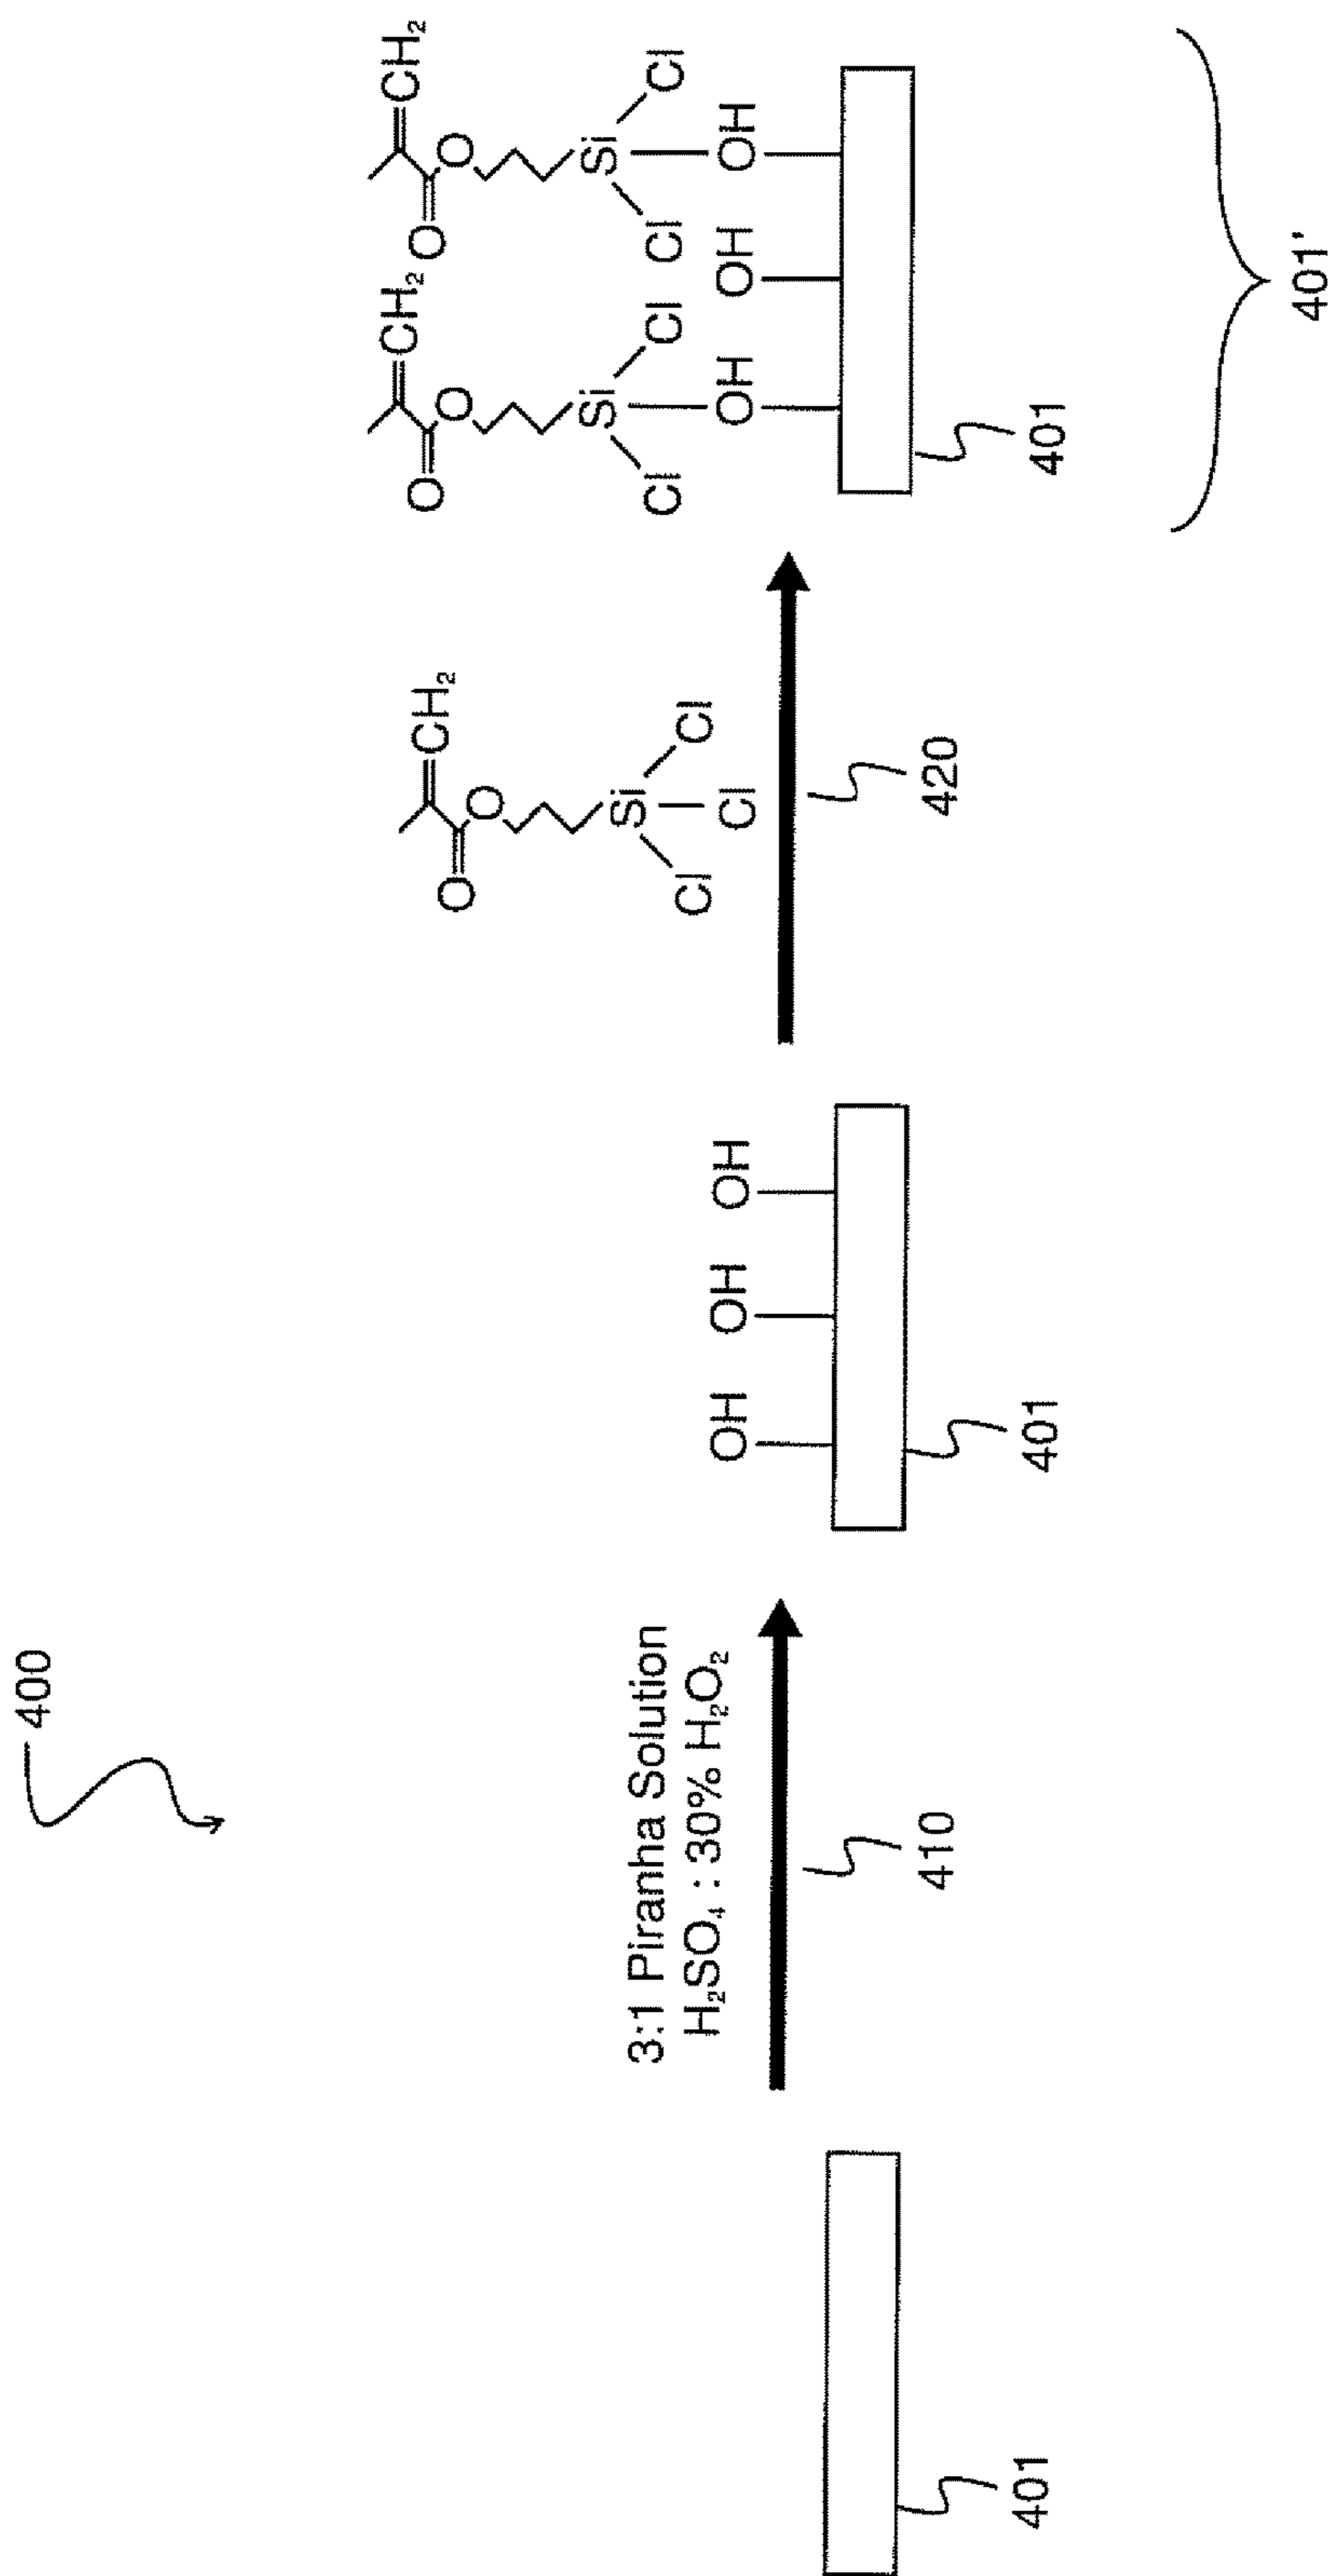 400
401
3:1 Piranha Solution
H₂SO₄ : 30% H₂O₂
410
OH OH OH
401
O O CH₂
Si
Cl Cl Cl
420
O O CH₂ O O CH₂
Si Si
Cl Cl Cl Cl
OH OH OH
401
401'